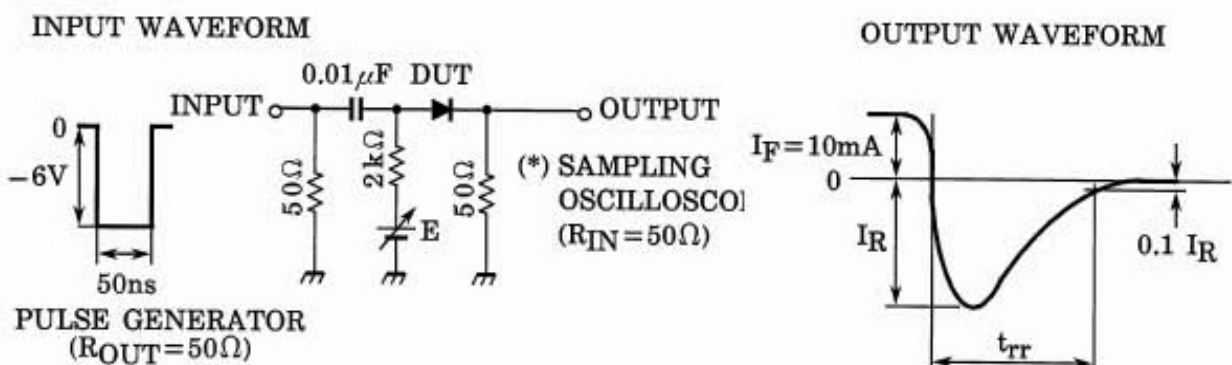 INPUT WAVEFORM
0
−6V
50ns
PULSE GENERATOR
(ROUT=50Ω)
0.01μF DUT
INPUT
OUTPUT
50Ω
2kΩ
E
50Ω
(*) SAMPLING
OSCILLOSCO
(RIN=50Ω)
OUTPUT WAVEFORM
IF=10mA
0
IR
0.1 IR
trr